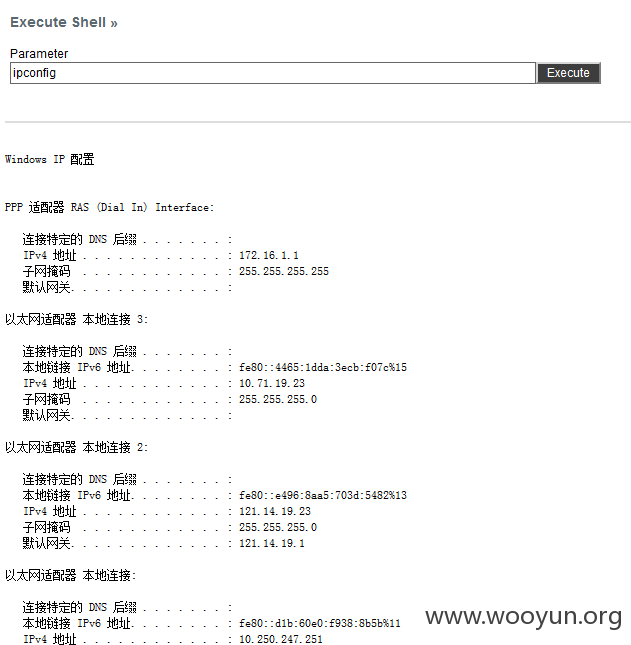 Execute Shell »
Parameter
ipconfig Execute
Windows IP 配置
PPP 适配器 RAS (Dial In) Interface:
连接特定的 DNS 后缀 . . . . . . . :
IPv4 地址 . . . . . . . . . . . . : 172.16.1.1
子网掩码 . . . . . . . . . . . . : 255.255.255.255
默认网关. . . . . . . . . . . . . :
以太网适配器 本地连接 3:
连接特定的 DNS 后缀 . . . . . . . :
本地链接 IPv6 地址. . . . . . . . : fe80::4465:1dda:3ecb:f07c%15
IPv4 地址 . . . . . . . . . . . . : 10.71.19.23
子网掩码 . . . . . . . . . . . . : 255.255.255.0
默认网关. . . . . . . . . . . . . :
以太网适配器 本地连接 2:
连接特定的 DNS 后缀 . . . . . . . :
本地链接 IPv6 地址. . . . . . . . : fe80::e496:8aa5:703d:5482%13
IPv4 地址 . . . . . . . . . . . . : 121.14.19.23
子网掩码 . . . . . . . . . . . . : 255.255.255.0
默认网关. . . . . . . . . . . . . : 121.14.19.1
以太网适配器 本地连接:
连接特定的 DNS 后缀 . . . . . . . :
本地链接 IPv6 地址. . . . . . . . : fe80::d1b:60e0:f938:8b5b%11
IPv4 地址 . . . . . . . . . . . . : 10.250.247.251
www.wooyun.org